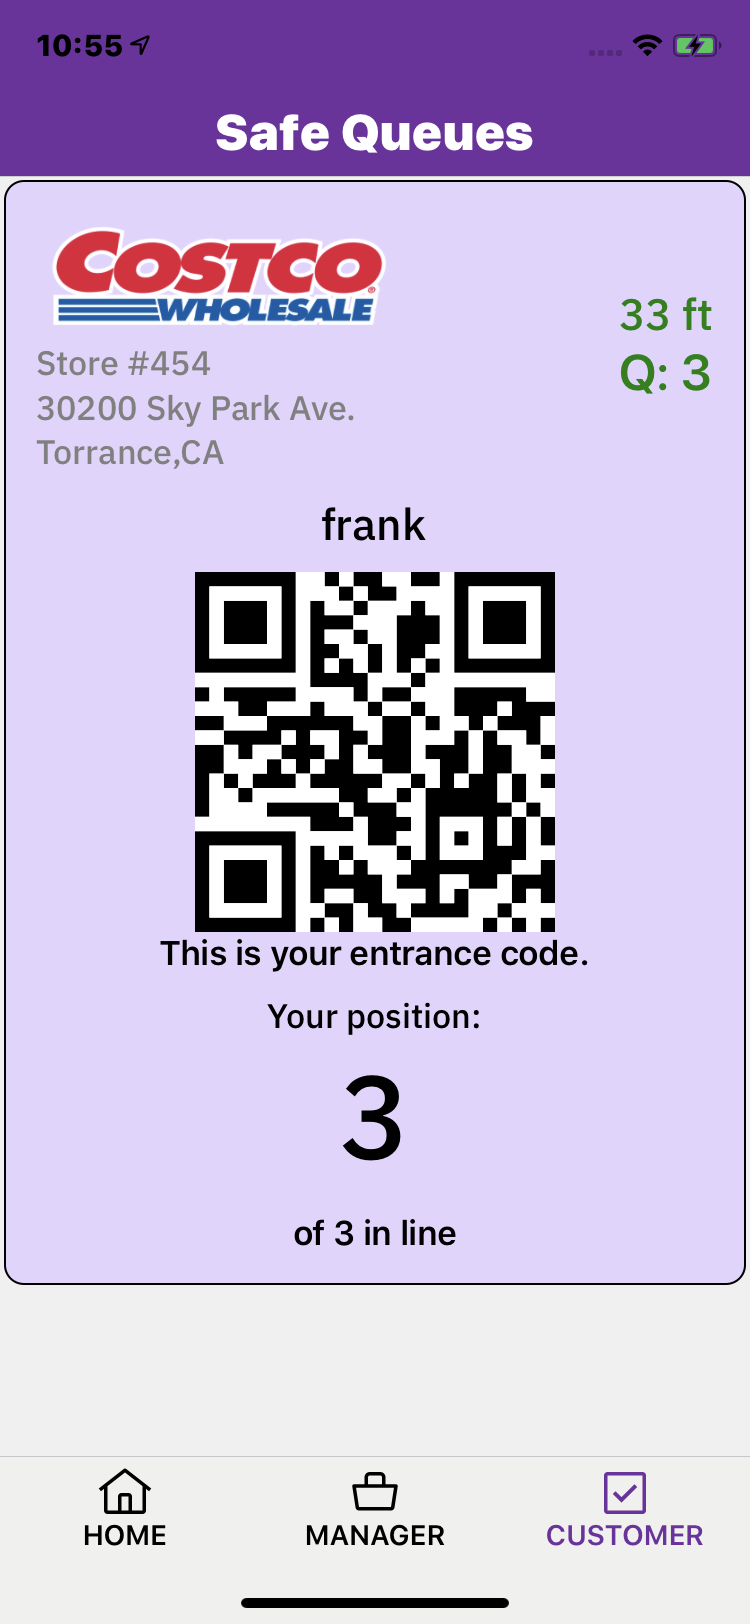 10:55
Safe Queues
COSTCO
WHOLESALE
33 ft
Q: 3
Store #454
30200 Sky Park Ave.
Torrance,CA
frank
This is your entrance code.
Your position:
3
of 3 in line
HOME
MANAGER
CUSTOMER